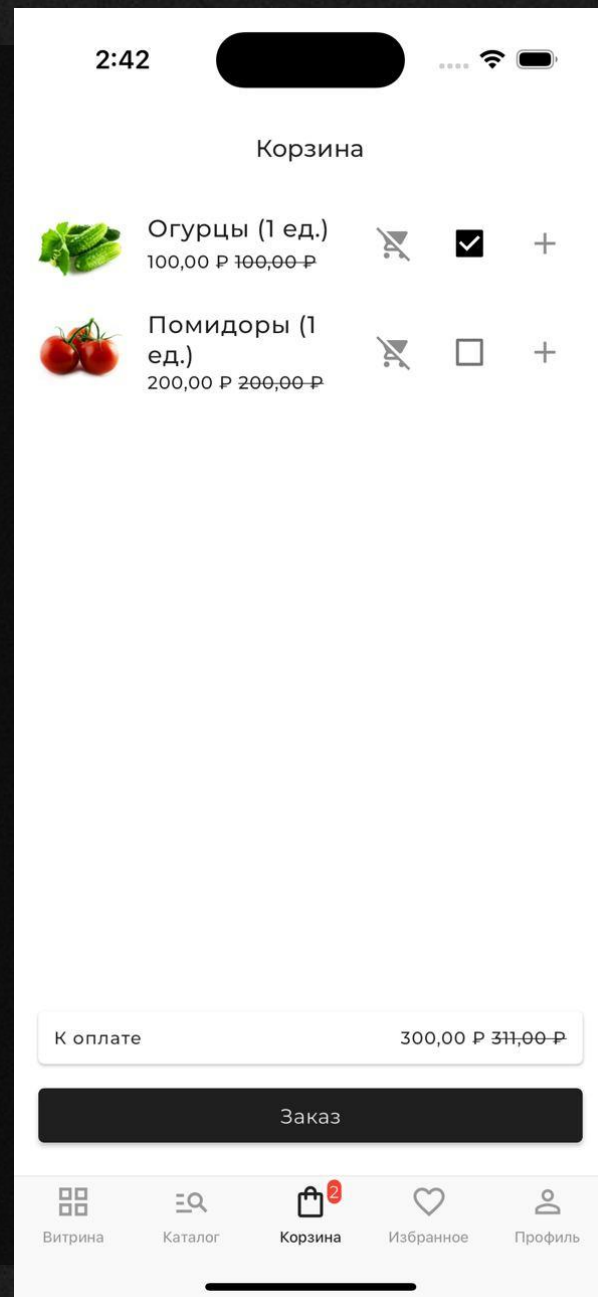 2:42
Корзина
Огурцы (1 ед.)
100,00 ₽ 100,00 ₽
Помидоры (1
ед.)
200,00 ₽ 200,00 ₽
К оплате 300,00 ₽ 311,00 ₽
Заказ
2
Витрина Каталог Корзина Избранное Профиль